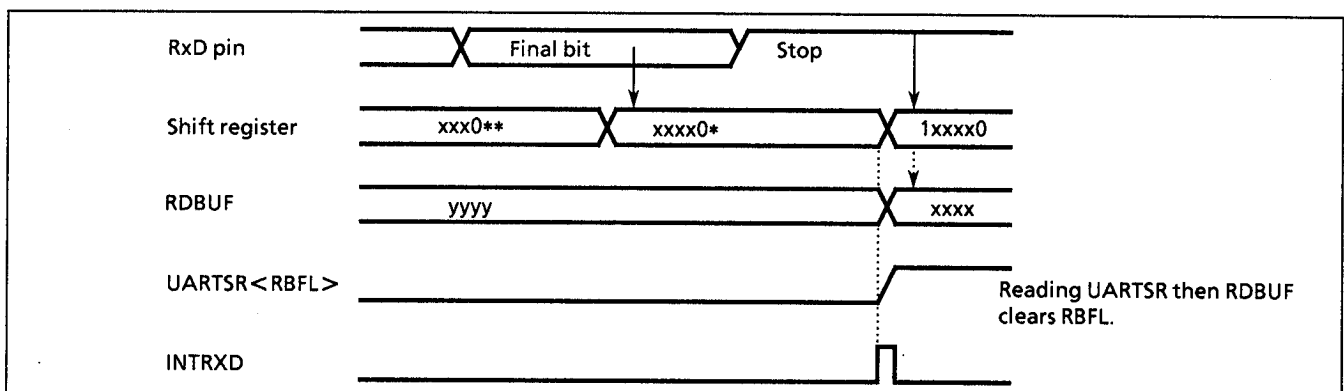 RxD pin Final bit Stop
Shift register xxx0** xxxx0* 1xxxx0
RDBUF yyyy xxxx
UARTSR<RBFL>
Reading UARTSR then RDBUF
clears RBFL.
INTRXD